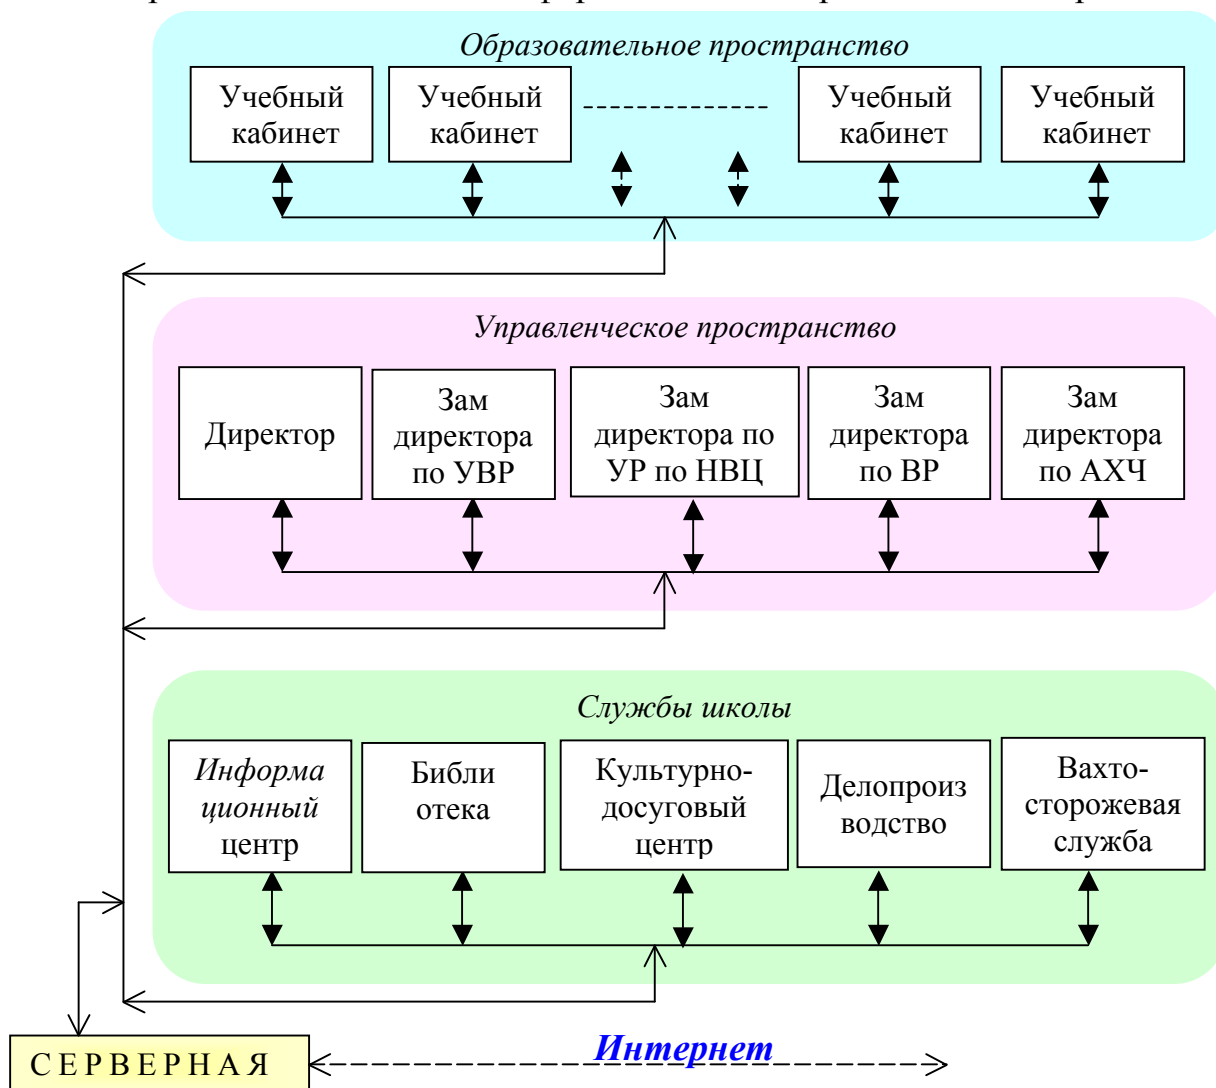 Образовательное пространство
Учебный
кабинет
Учебный
кабинет
Учебный
кабинет
Учебный
кабинет
Управленческое пространство
Директор
Зам
директора
по УВР
Зам
директора по
УР по НВЦ
Зам
директора
по ВР
Зам
директора
по АХЧ
Службы школы
Информа
ционный
центр
Библи
отека
Культурно-
досуговый
центр
Делопроиз
водство
Вахто-
сторожевая
служба
СЕРВЕРНАЯ
Интернет